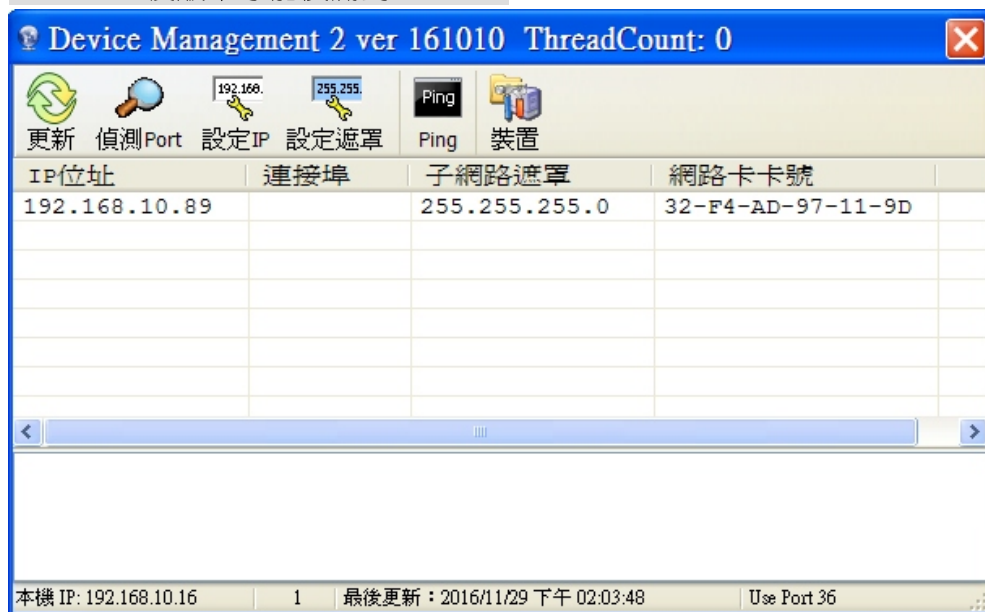 Device Management 2 ver 161010 ThreadCount: 0
192.168. 255.255. Ping
更新 偵測Port 設定IP 設定遮罩 Ping 裝置
IP位址 連接埠 子網路遮罩 網路卡卡號
192.168.10.89 255.255.255.0 32-F4-AD-97-11-9D
本機 IP: 192.168.10.16 1 最後更新：2016/11/29 下午 02:03:48 Use Port 36